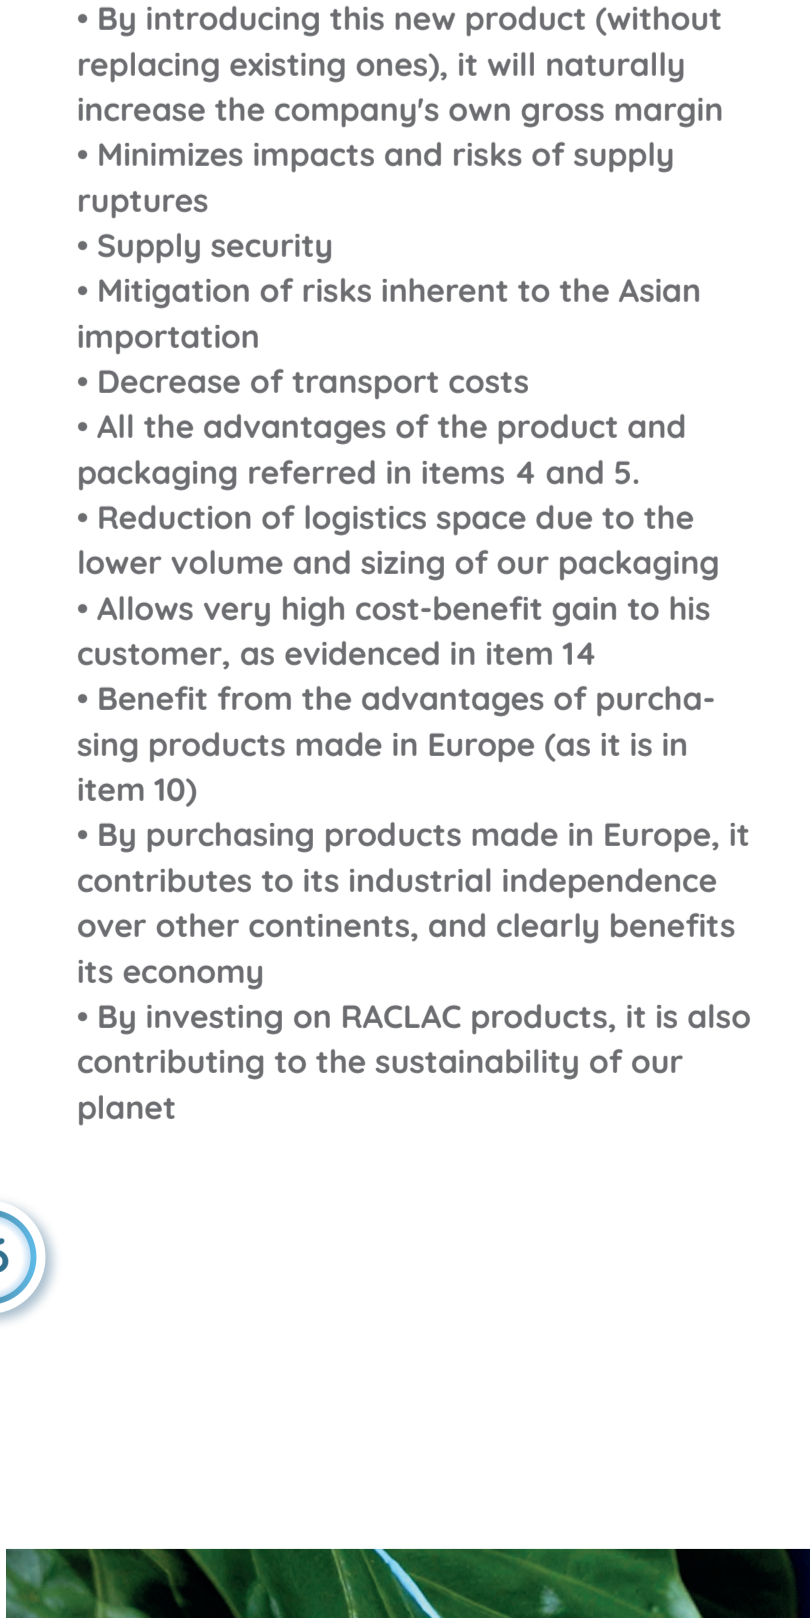 • By introducing this new product (without
replacing existing ones), it will naturally
increase the company's own gross margin
• Minimizes impacts and risks of supply
ruptures
• Supply security
• Mitigation of risks inherent to the Asian
importation
• Decrease of transport costs
• All the advantages of the product and
packaging referred in items 4 and 5.
• Reduction of logistics space due to the
lower volume and sizing of our packaging
• Allows very high cost-benefit gain to his
customer, as evidenced in item 14
• Benefit from the advantages of purcha-
sing products made in Europe (as it is in
item 10)
• By purchasing products made in Europe, it
contributes to its industrial independence
over other continents, and clearly benefits
its economy
• By investing on RACLAC products, it is also
contributing to the sustainability of our
planet